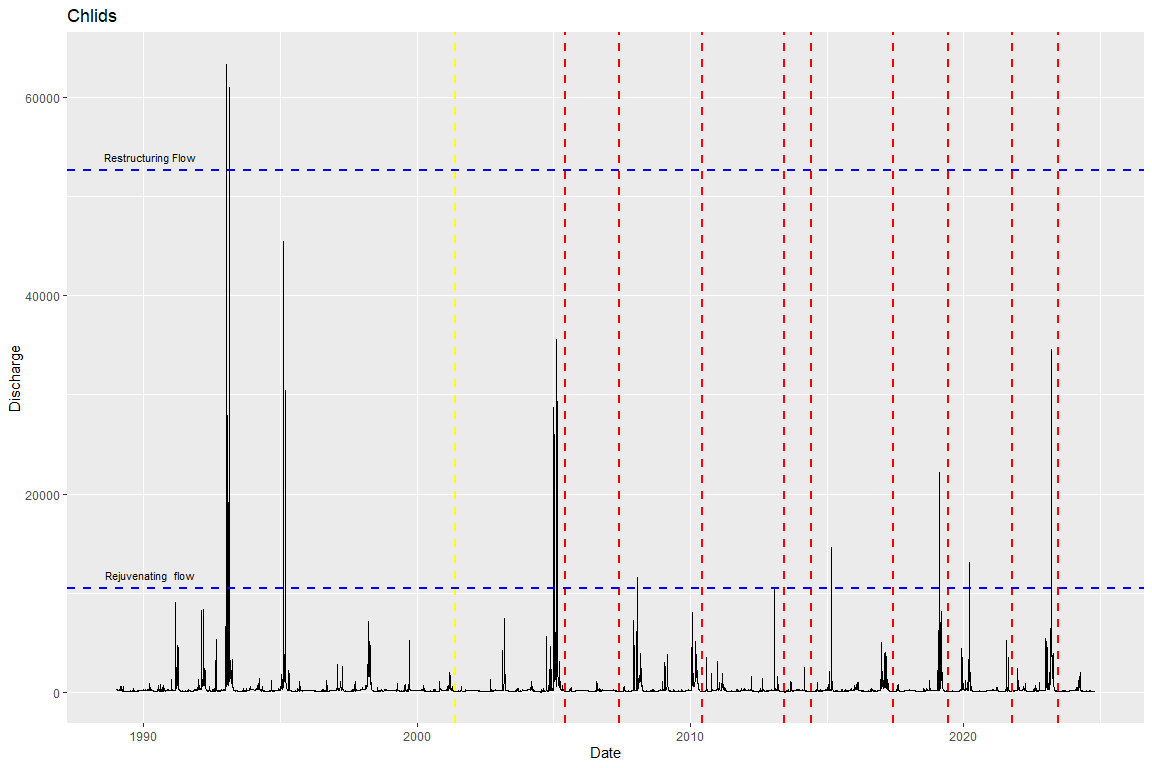 Chlids
60000
Restructuring Flow
40000
Discharge
20000
Rejuvenating  flow
0
1990
2000
2010
2020
Date